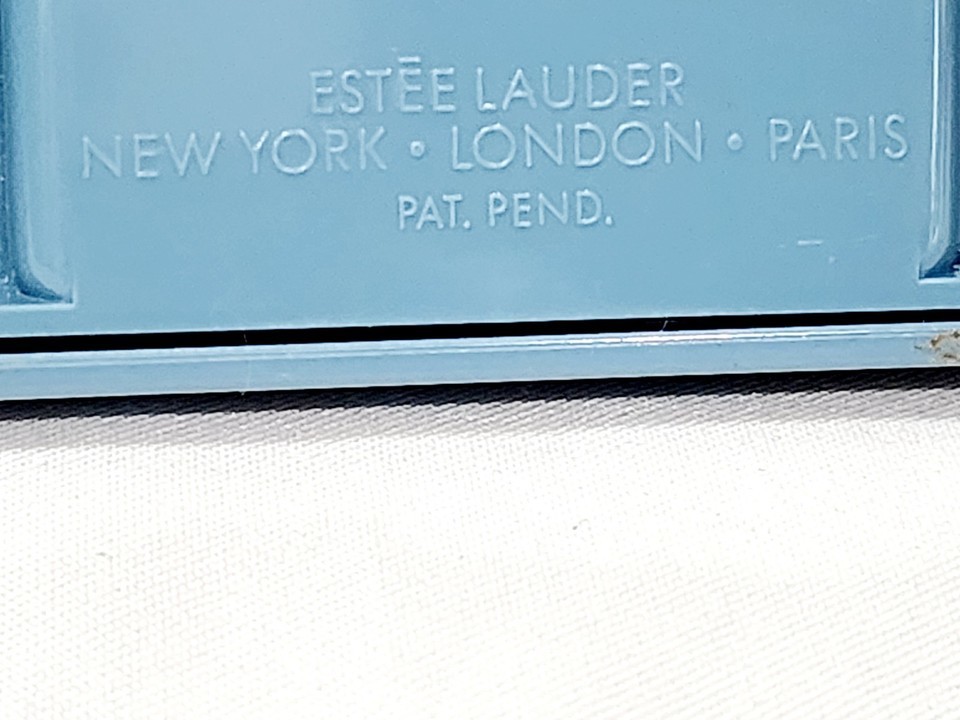 ESTĒE LAUDER
NEW YORK • LONDON • PARIS
PAT. PEND.